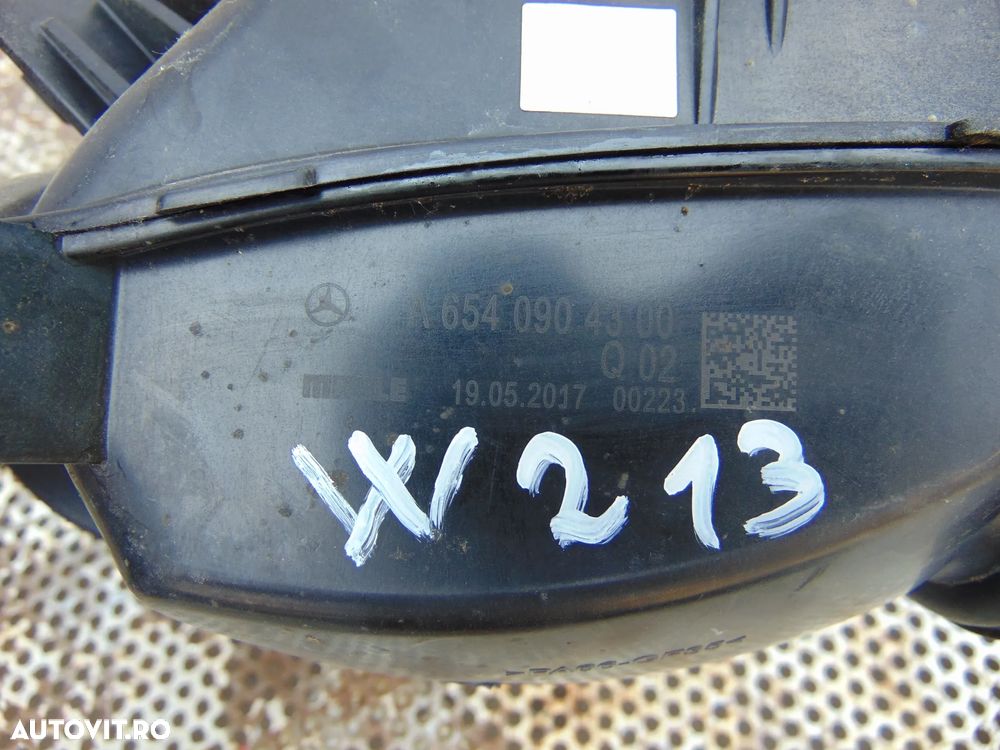 A 654 090 43 00
Q 02
MAHLE 19.05.2017 00223
W213
AUTOVIT.RO